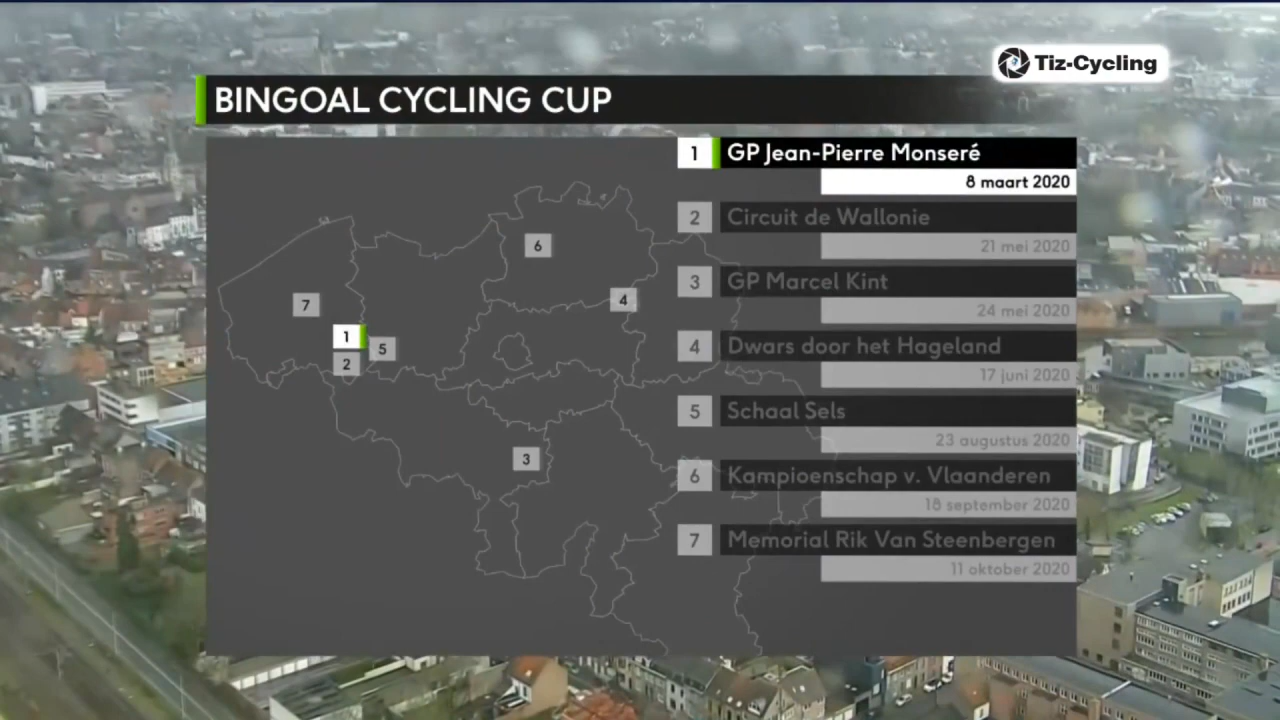 Tiz-Cycling
BINGOAL CYCLING CUP
1 GP Jean-Pierre Monseré
8 maart 2020
2 Circuit de Wallonie
21 mei 2020
3 GP Marcel Kint
24 mei 2020
4 Dwars door het Hageland
17 juni 2020
5 Schaal Sels
23 augustus 2020
6 Kampioenschap v. Vlaanderen
18 september 2020
7 Memorial Rik Van Steenbergen
11 oktober 2020
6
4
7
1
5
2
3